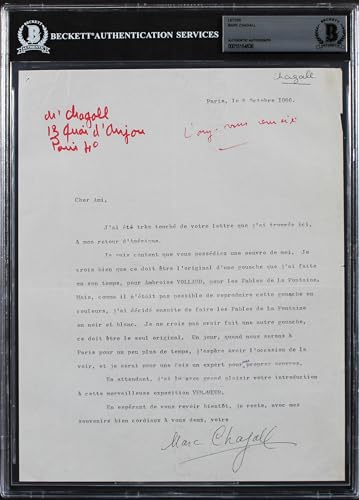 BECKETT AUTHENTICATION SERVICES
LETTER
MARC CHAGALL
AUTHENTIC AUTOGRAPH
BECKETT
Chagall
Paris, le 6 Octobre 1966.
Mr Chagall
13 Quai d'Anjou
Paris 4°
Cher Ami,
J'ai été très touché de votre lettre que j'ai trouvée ici,
à mon retour d'Amérique.
Je suis content que vous possédiez une oeuvre de moi. Je
crois bien que ce doit être l'original d'une gouache que j'ai faite
en son temps, pour Ambroise VOLLARD, pour les Fables de La Fontaine.
Mais, comme il n'était pas possible de reproduire cette gouache en
couleurs, j'ai décidé ensuite de faire les Fables de la Fontaine
en noir et blanc. Je ne crois pas avoir fait une autre gouache,
ce doit être le seul original. Un jour, quand nous serons à
Paris pour un peu plus de temps, j'espère avoir l'occasion de la
voir, et je serai pour une fois un expert pour mes propres oeuvres.
En attendant, j'ai lu avec grand plaisir votre introduction
à cette merveilleuse exposition
En espérant de vous revoir bientôt, je reste, avec mes
souvenirs bien cordiaux à vous deux, votre
Marc Chagall